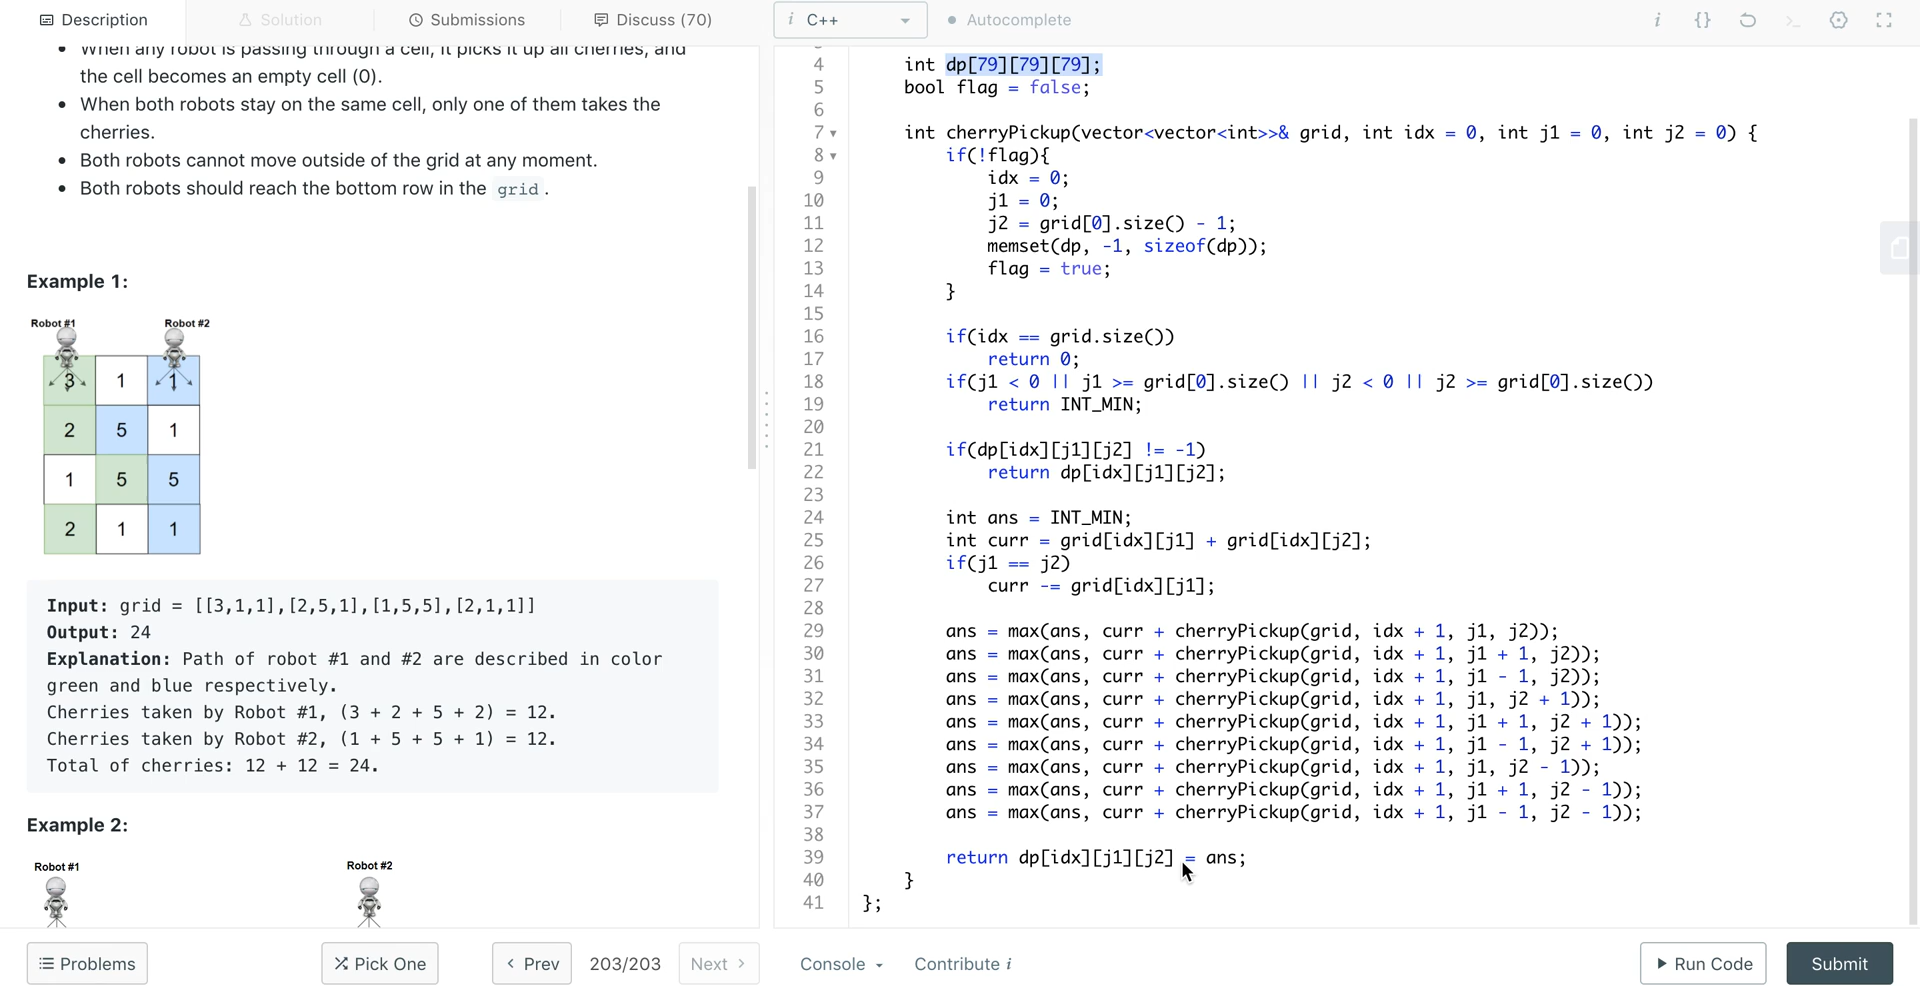 Description
Solution
Submissions
Discuss (70)
i C++
Autocomplete
When any robot is passing through a cell, it picks it up all cherries, and
the cell becomes an empty cell (0).
When both robots stay on the same cell, only one of them takes the
cherries.
Both robots cannot move outside of the grid at any moment.
Both robots should reach the bottom row in the grid.
Example 1:
Robot #1 Robot #2
3 1 1
2 5 1
1 5 5
2 1 1
Input: grid = [[3,1,1],[2,5,1],[1,5,5],[2,1,1]]
Output: 24
Explanation: Path of robot #1 and #2 are described in color
green and blue respectively.
Cherries taken by Robot #1, (3 + 2 + 5 + 2) = 12.
Cherries taken by Robot #2, (1 + 5 + 5 + 1) = 12.
Total of cherries: 12 + 12 = 24.
Example 2:
Robot #1 Robot #2
4 int dp[79][79][79];
5 bool flag = false;
6
7 int cherryPickup(vector<vector<int>>& grid, int idx = 0, int j1 = 0, int j2 = 0) {
8 if(!flag){
9 idx = 0;
10 j1 = 0;
11 j2 = grid[0].size() - 1;
12 memset(dp, -1, sizeof(dp));
13 flag = true;
14 }
15
16 if(idx == grid.size())
17 return 0;
18 if(j1 < 0 || j1 >= grid[0].size() || j2 < 0 || j2 >= grid[0].size())
19 return INT_MIN;
20
21 if(dp[idx][j1][j2] != -1)
22 return dp[idx][j1][j2];
23
24 int ans = INT_MIN;
25 int curr = grid[idx][j1] + grid[idx][j2];
26 if(j1 == j2)
27 curr -= grid[idx][j1];
28
29 ans = max(ans, curr + cherryPickup(grid, idx + 1, j1, j2));
30 ans = max(ans, curr + cherryPickup(grid, idx + 1, j1 + 1, j2));
31 ans = max(ans, curr + cherryPickup(grid, idx + 1, j1 - 1, j2));
32 ans = max(ans, curr + cherryPickup(grid, idx + 1, j1, j2 + 1));
33 ans = max(ans, curr + cherryPickup(grid, idx + 1, j1 + 1, j2 + 1));
34 ans = max(ans, curr + cherryPickup(grid, idx + 1, j1 - 1, j2 + 1));
35 ans = max(ans, curr + cherryPickup(grid, idx + 1, j1, j2 - 1));
36 ans = max(ans, curr + cherryPickup(grid, idx + 1, j1 + 1, j2 - 1));
37 ans = max(ans, curr + cherryPickup(grid, idx + 1, j1 - 1, j2 - 1));
38
39 return dp[idx][j1][j2] = ans;
40 }
41 };
Problems
Pick One
Prev
203/203
Next
Console
Contribute i
Run Code
Submit